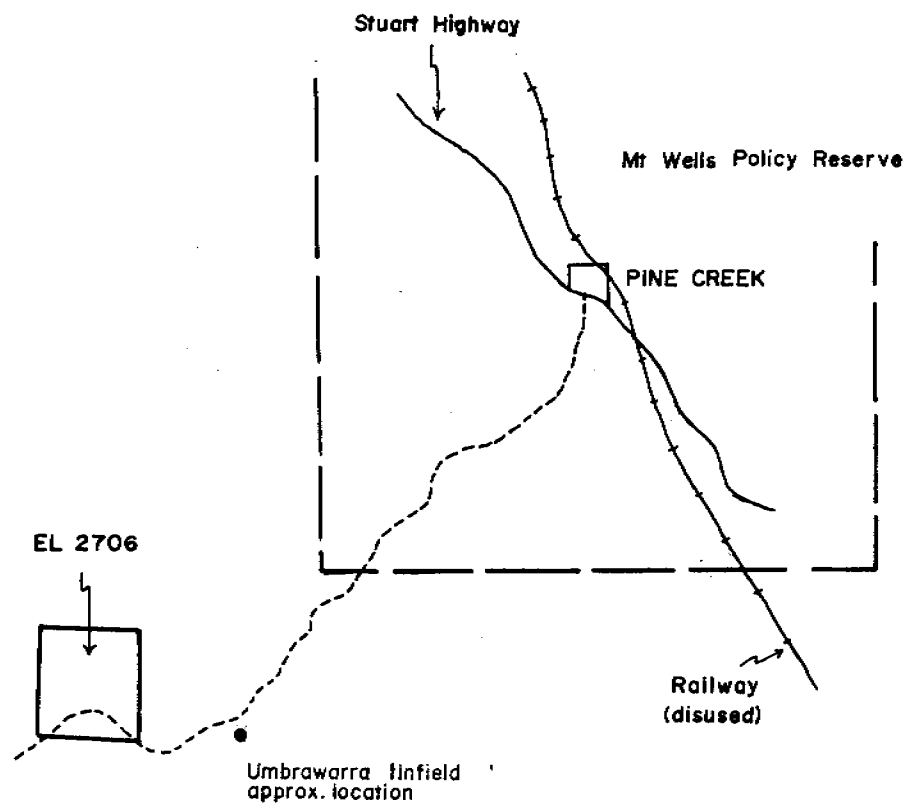 Stuart Highway
Mt Wells Policy Reserve
PINE CREEK
EL 2706
Railway
(disused)
Umbrawarra tinfield
approx. location